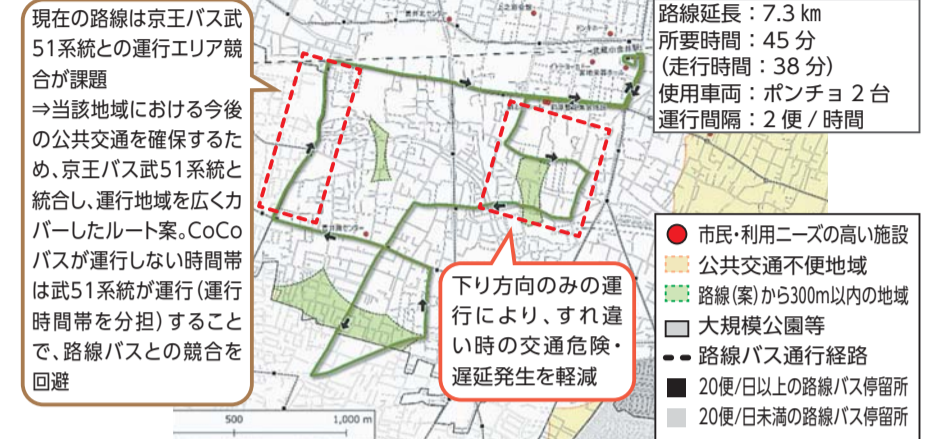 現在の路線は京王バス武
51系統との運行エリア競
合が課題
⇒当該地域における今後
の公共交通を確保するた
め、京王バス武51系統と
統合し、運行地域を広くカ
バーしたルート案。CoCo
バスが運行しない時間帯
は武51系統が運行(運行
時間帯を分担)すること
で、路線バスとの競合を
回避
路線延長：7.3 km
所要時間：45 分
(走行時間：38 分)
使用車両：ポンチョ 2 台
運行間隔：2 便 / 時間
下り方向のみの運
行により、すれ違
い時の交通危険・
遅延発生を軽減
市民・利用ニーズの高い施設
公共交通不便地域
路線(案)から300m以内の地域
大規模公園等
路線バス通行経路
20便/日以上の路線バス停留所
20便/日未満の路線バス停留所
500
1,000 m